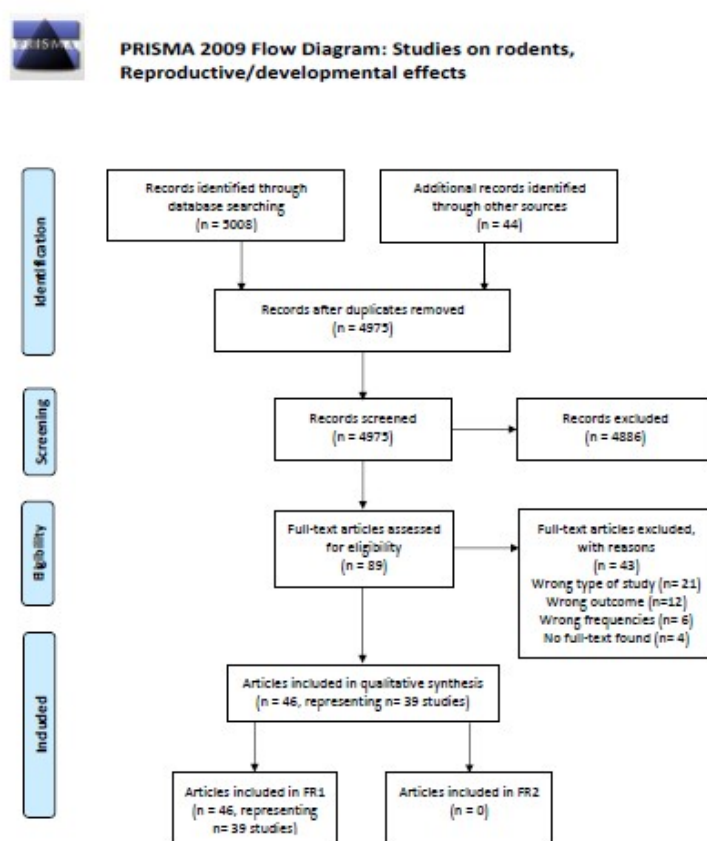 PRISMA
PRISMA 2009 Flow Diagram: Studies on rodents,
Reproductive/developmental effects
Identification
Records identified through
database searching
(n = 5008)
Additional records identified
through other sources
(n = 44)
Records after duplicates removed
(n = 4975)
Screening
Records screened
(n = 4975)
Records excluded
(n = 4886)
Eligibility
Full-text articles assessed
for eligibility
(n = 89)
Full-text articles excluded,
with reasons
(n = 43)
Wrong type of study (n= 21)
Wrong outcome (n=12)
Wrong frequencies (n= 6)
No full-text found (n= 4)
Included
Articles included in qualitative synthesis
(n = 46, representing n= 39 studies)
Articles included in FR1
(n = 46, representing
n= 39 studies)
Articles included in FR2
(n = 0)